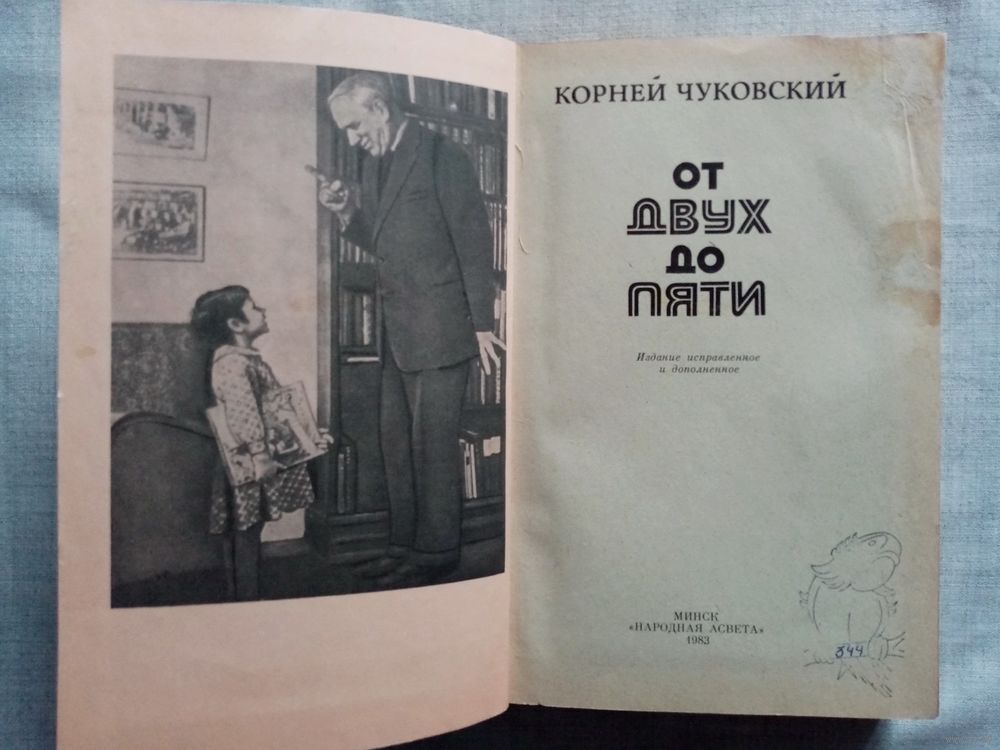 КОРНЕЙ ЧУКОВСКИЙ
ОТ
ДВУХ
ДО
ПЯТИ
Издание исправленное
и дополненное
МИНСК
«НАРОДНАЯ АСВЕТА»
1983
844